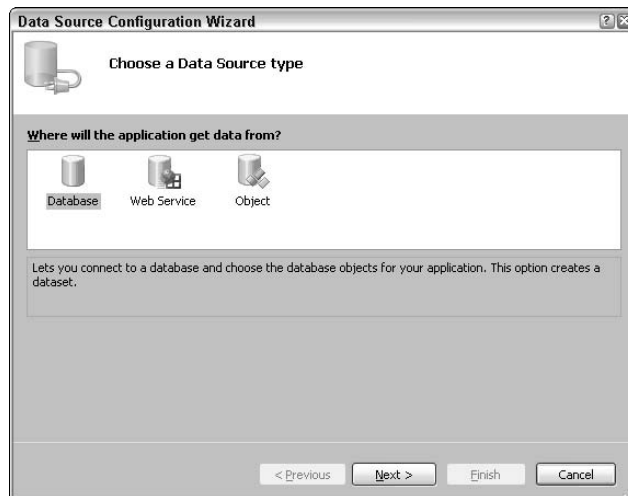 Data Source Configuration Wizard
Choose a Data Source type
Where will the application get data from?
Database Web Service Object
Lets you connect to a database and choose the database objects for your application. This option creates a
dataset.
< Previous Next > Finish Cancel